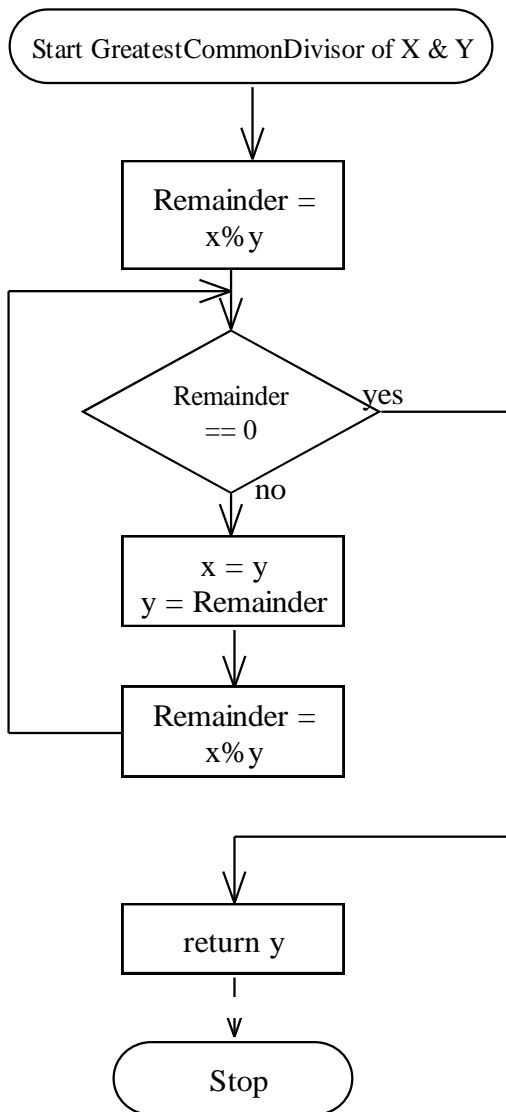 Start GreatestCommonDivisor of X & Y
Remainder =
x%y
Remainder
== 0
yes
no
x = y
y = Remainder
Remainder =
x%y
return y
Stop